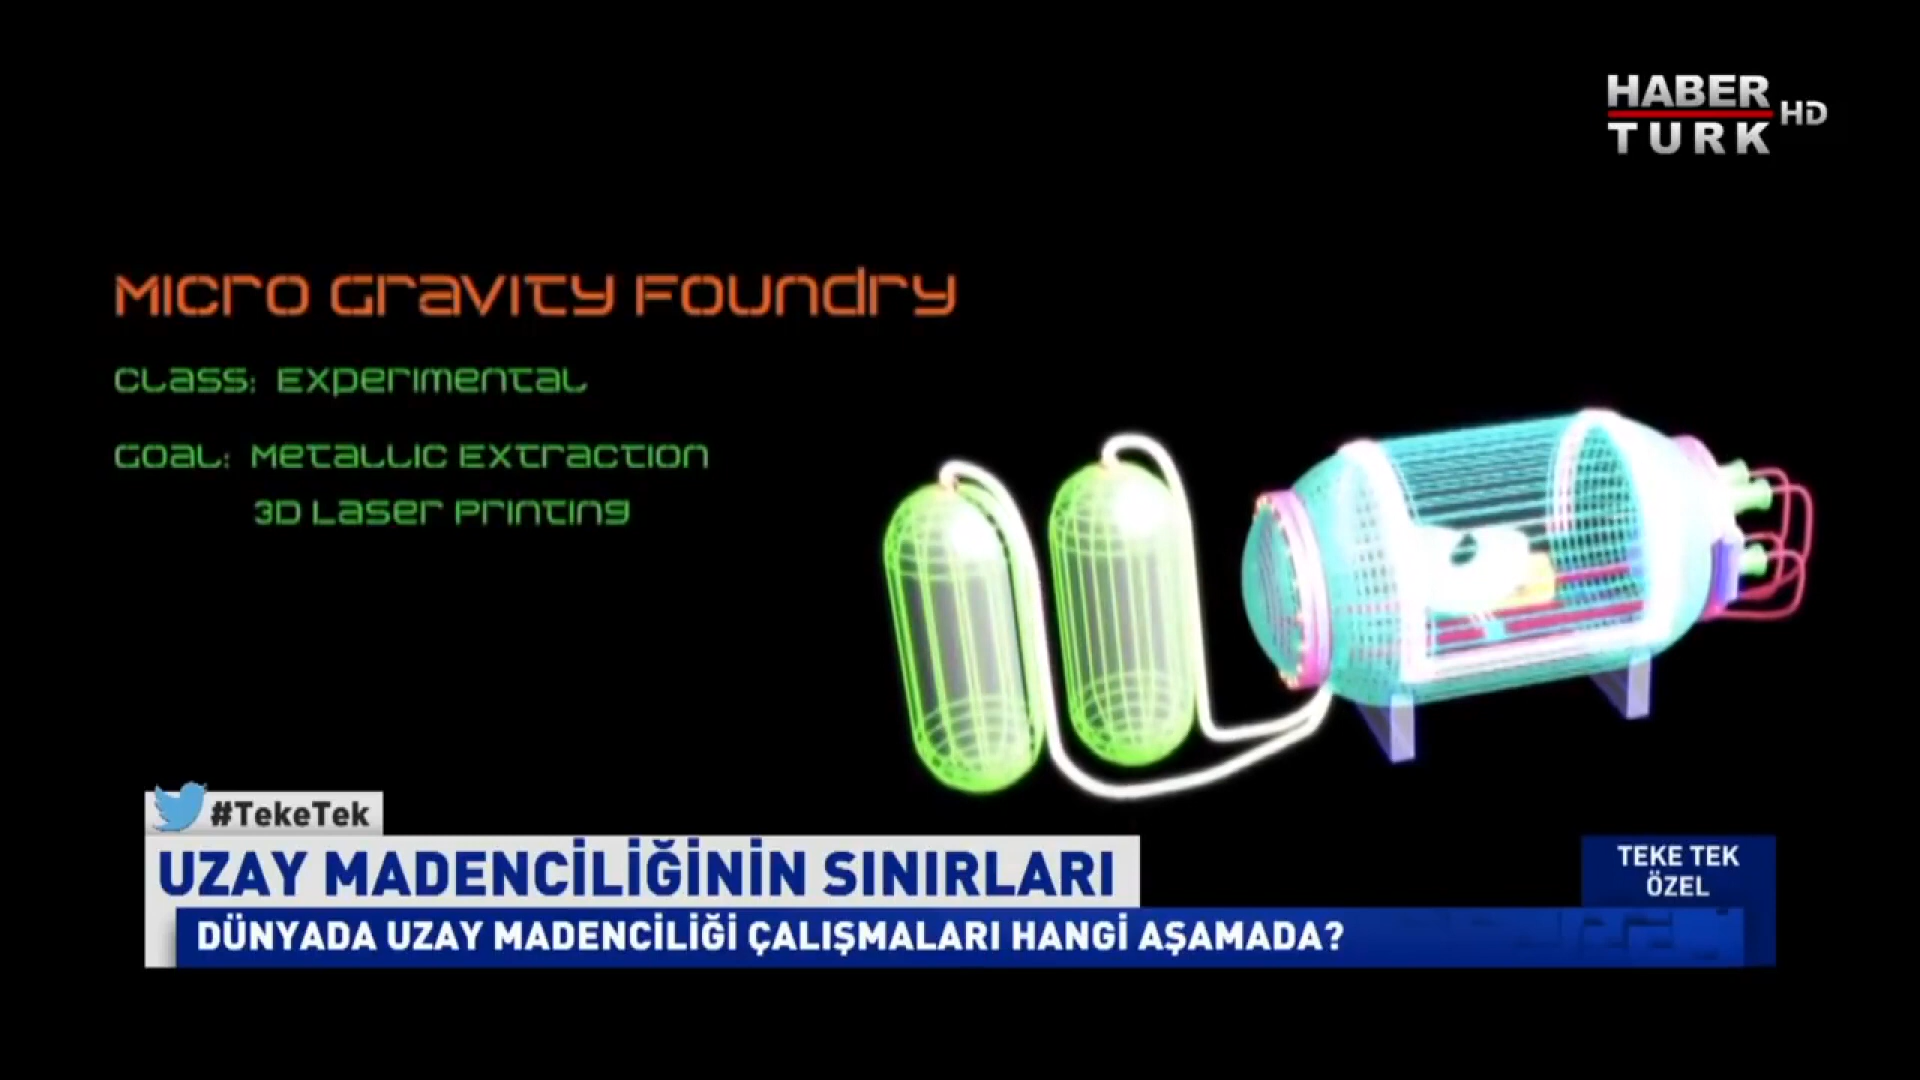 HABER
TURK HD
Micro Gravity Foundry
Class: Experimental
Goal: Metallic Extraction
3D Laser Printing
#TekeTek
UZAY MADENCİLİĞİNİN SINIRLARI
TEKE TEK
ÖZEL
DÜNYADA UZAY MADENCİLİĞİ ÇALIŞMALARI HANGİ AŞAMADA?